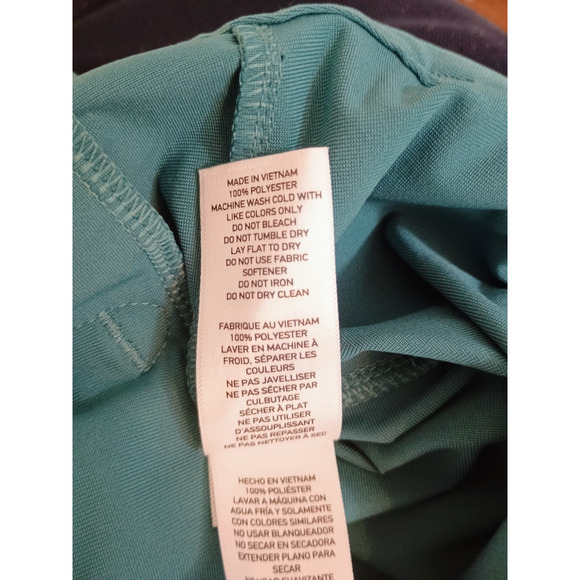 MADE IN VIETNAM
100% POLYESTER
MACHINE WASH COLD WITH
LIKE COLORS ONLY
DO NOT BLEACH
DO NOT TUMBLE DRY
LAY FLAT TO DRY
DO NOT USE FABRIC
SOFTENER
DO NOT IRON
DO NOT DRY CLEAN
FABRIQUE AU VIETNAM
100% POLYESTER
LAVER EN MACHINE À
FROID, SÉPARER LES
COULEURS
NE PAS JAVELLISER
NE PAS SÉCHER PAR
CULBUTAGE
SÉCHER À PLAT
NE PAS UTILISER
D'ASSOUPLISSANT
NE PAS REPASSER
NE PAS NETTOYER À SEC
HECHO EN VIETNAM
100% POLIÉSTER
LAVAR A MÁQUINA CON
AGUA FRÍA Y SOLAMENTE
CON COLORES SIMILARES
NO USAR BLANQUEADOR
NO SECAR EN SECADORA
EXTENDER PLANO PARA
SECAR
NO USAR SUAVIZANTE